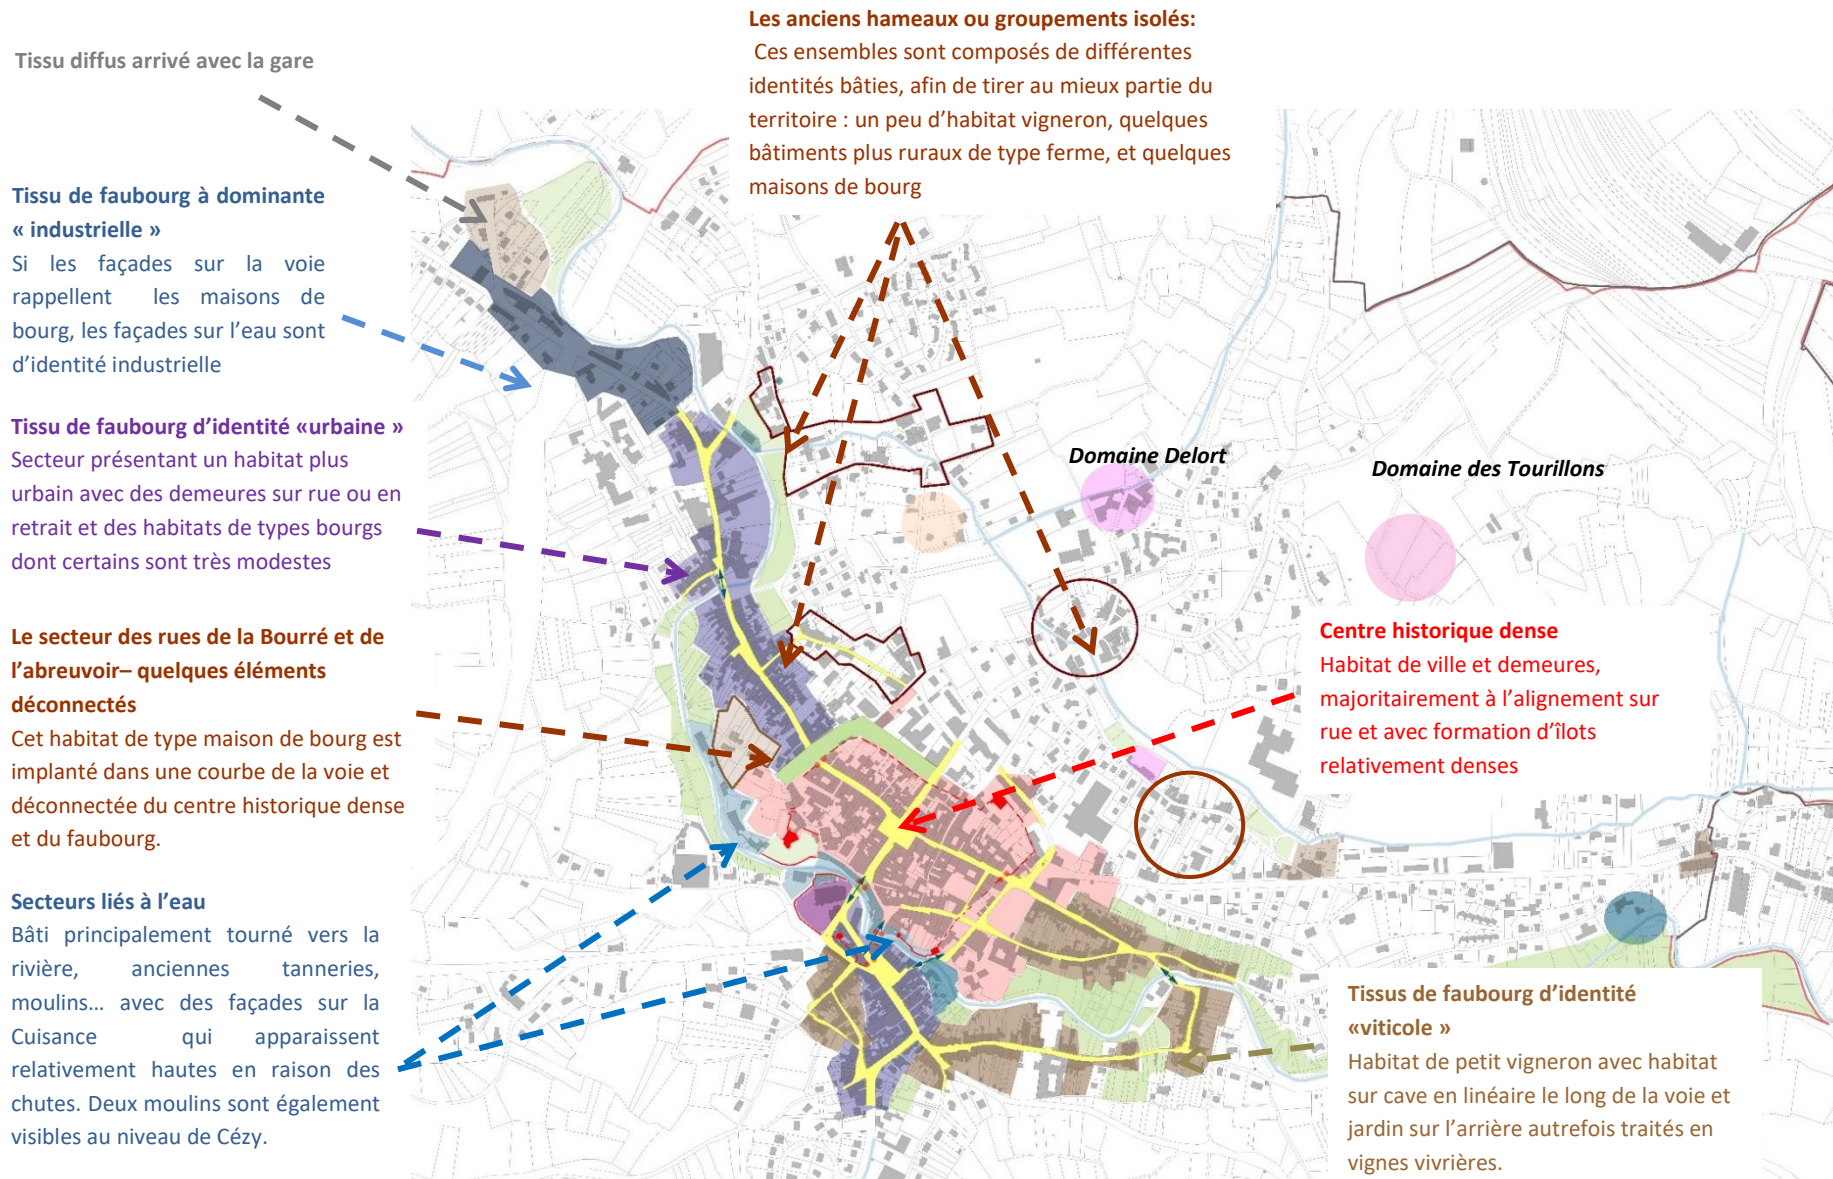 Tissu diffus arrivé avec la gare
Tissu de faubourg à dominante
« industrielle »
Si les façades sur la voie
rappellent les maisons de
bourg, les façades sur l’eau sont
d’identité industrielle
Tissu de faubourg d’identité «urbaine »
Secteur présentant un habitat plus
urbain avec des demeures sur rue ou en
retrait et des habitats de types bourgs
dont certains sont très modestes
Le secteur des rues de la Bourré et de
l’abreuvoir– quelques éléments
déconnectés
Cet habitat de type maison de bourg est
implanté dans une courbe de la voie et
déconnectée du centre historique dense
et du faubourg.
Secteurs liés à l’eau
Bâti principalement tourné vers la
rivière, anciennes tanneries,
moulins… avec des façades sur la
Cuisance qui apparaissent
relativement hautes en raison des
chutes. Deux moulins sont également
visibles au niveau de Cézy.
Les anciens hameaux ou groupements isolés:
Ces ensembles sont composés de différentes
identités bâties, afin de tirer au mieux partie du
territoire : un peu d’habitat vigneron, quelques
bâtiments plus ruraux de type ferme, et quelques
maisons de bourg
Domaine Delort
Domaine des Tourillons
Centre historique dense
Habitat de ville et demeures,
majoritairement à l’alignement sur
rue et avec formation d’îlots
relativement denses
Tissus de faubourg d’identité
«viticole »
Habitat de petit vigneron avec habitat
sur cave en linéaire le long de la voie et
jardin sur l’arrière autrefois traités en
vignes vivrières.